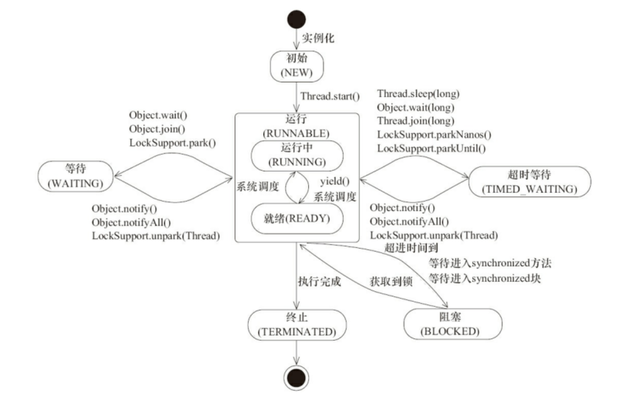 实例化
初始
(NEW)
Thread.start()
Thread.sleep(long)
Object.wait(long)
Thread.join(long)
LockSupport.parkNanos()
LockSupport.parkUntil()
Object.wait()
Object.join()
LockSupport.park()
运行
(RUNNABLE)
运行中
(RUNNING)
等待
(WAITING)
超时等待
(TIMED_WAITING)
系统调度
yield()
系统调度
就绪(READY)
Object.notify()
Object.notifyAll()
LockSupport.unpark(Thread)
Object.notify()
Object.notifyAll()
LockSupport.unpark(Thread)
超进时间到
等待进入synchronized方法
等待进入synchronized块
执行完成
获取到锁
终止
(TERMINATED)
阻塞
(BLOCKED)